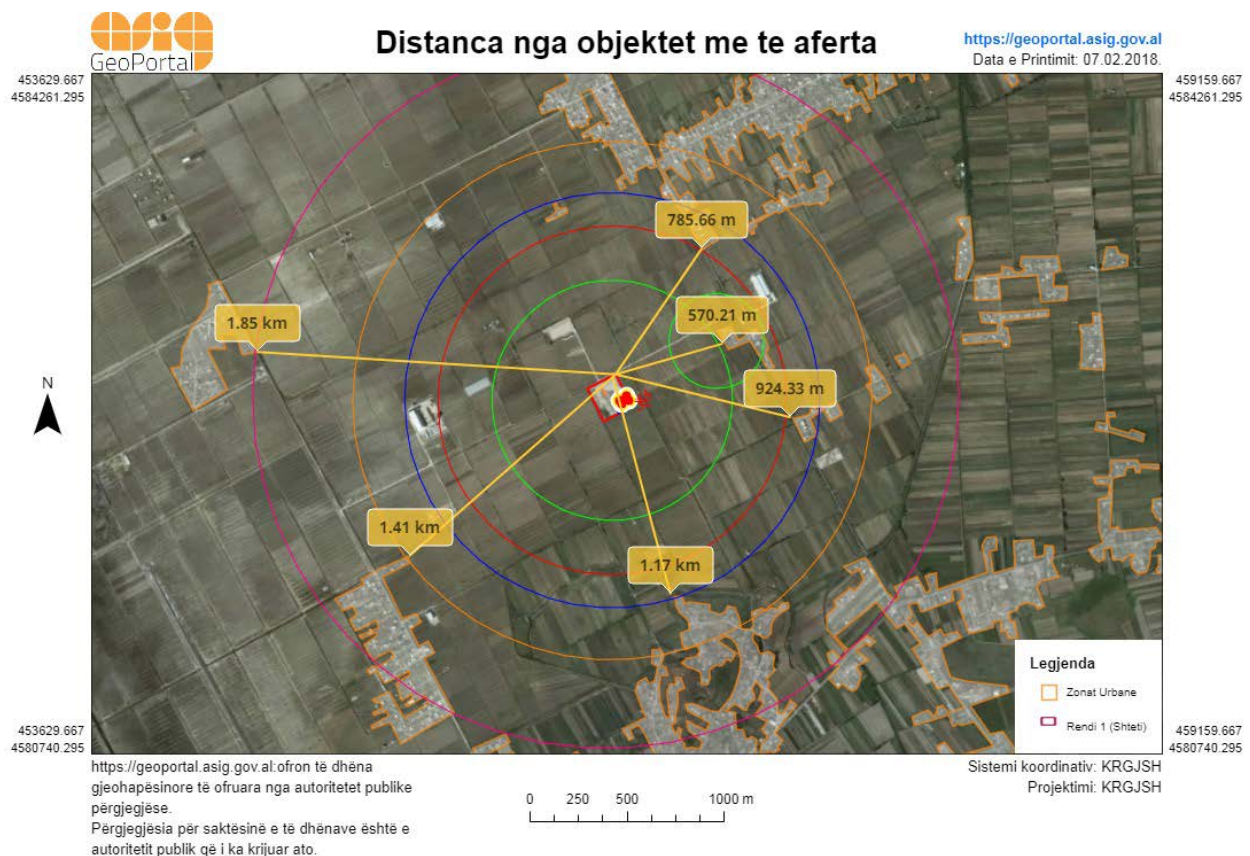 asig
GeoPortal
Distanca nga objektet me te aferta
https://geoportal.asig.gov.al
Data e Printimit: 07.02.2018.
453629.667
4584261.295
459159.667
4584261.295
785.66 m
570.21 m
1.85 km
924.33 m
N
1.41 km
1.17 km
Legjenda
Zonat Urbane
Rendi 1 (Shteti)
453629.667
4580740.295
459159.667
4580740.295
https://geoportal.asig.gov.al:ofron të dhëna
gjeohapësinore të ofruara nga autoritetet publike
përgjegjëse.
Përgjegjësia për saktësinë e të dhënave është e
autoritetit publik që i ka krijuar ato.
0 250 500 1000 m
Sistemi koordinativ: KRGJSH
Projektimi: KRGJSH